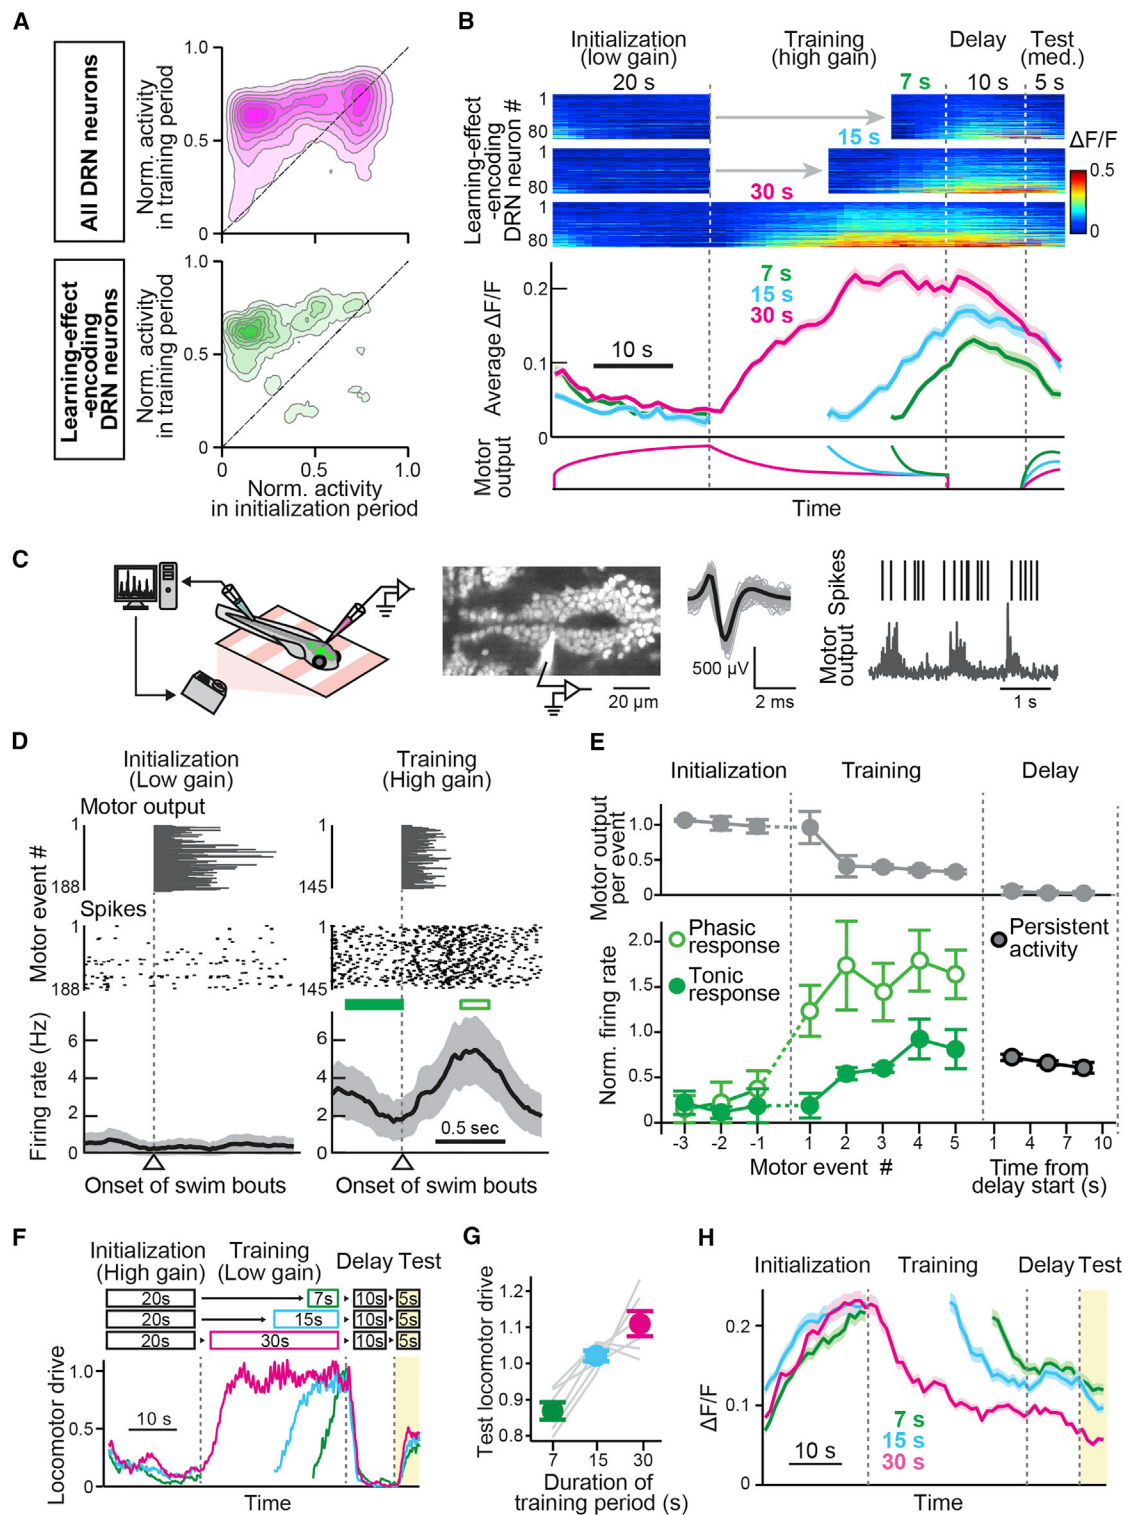 A
All DRN neurons
Norm. activity
in training period
1.0
0.5
0
Learning-effect
-encoding
DRN neurons
Norm. activity
in training period
1.0
0.5
0
0
0.5
1.0
Norm. activity
in initialization period
B
Initialization
(low gain)
Training
(high gain)
Delay
Test
(med.)
20 s
7 s
10 s
5 s
15 s
30 s
Learning-effect
-encoding
DRN neuron #
1
80
1
80
1
80
ΔF/F
0.5
0
7 s
15 s
30 s
Average ΔF/F
0.2
0.1
0
10 s
Motor
output
Time
C
20 μm
500 μV
2 ms
Spikes
Motor
output
1 s
D
Initialization
(Low gain)
Training
(High gain)
Motor output
1
188
1
145
Motor event #
Spikes
1
188
1
145
Firing rate (Hz)
6
4
2
0
6
4
2
0
0.5 sec
Onset of swim bouts
Onset of swim bouts
E
Initialization
Training
Delay
Motor output
per event
1.0
0.5
0
Phasic
response
Tonic
response
Persistent
activity
Norm. firing rate
2.0
1.5
1.0
0.5
0
-3 -2 -1 1 2 3 4 5 1 4 7 10
Motor event #
Time from
delay start (s)
F
Initialization
(High gain)
Training
(Low gain)
Delay Test
20s 7s 10s 5s
20s 15s 10s 5s
20s 30s 10s 5s
Locomotor drive
1.0
0.5
0
10 s
Time
G
Test locomotor drive
1.2
1.1
1.0
0.9
0.8
7 15 30
Duration of
training period (s)
H
Initialization
Training
Delay Test
ΔF/F
0.2
0.1
0
10 s
7 s
15 s
30 s
Time